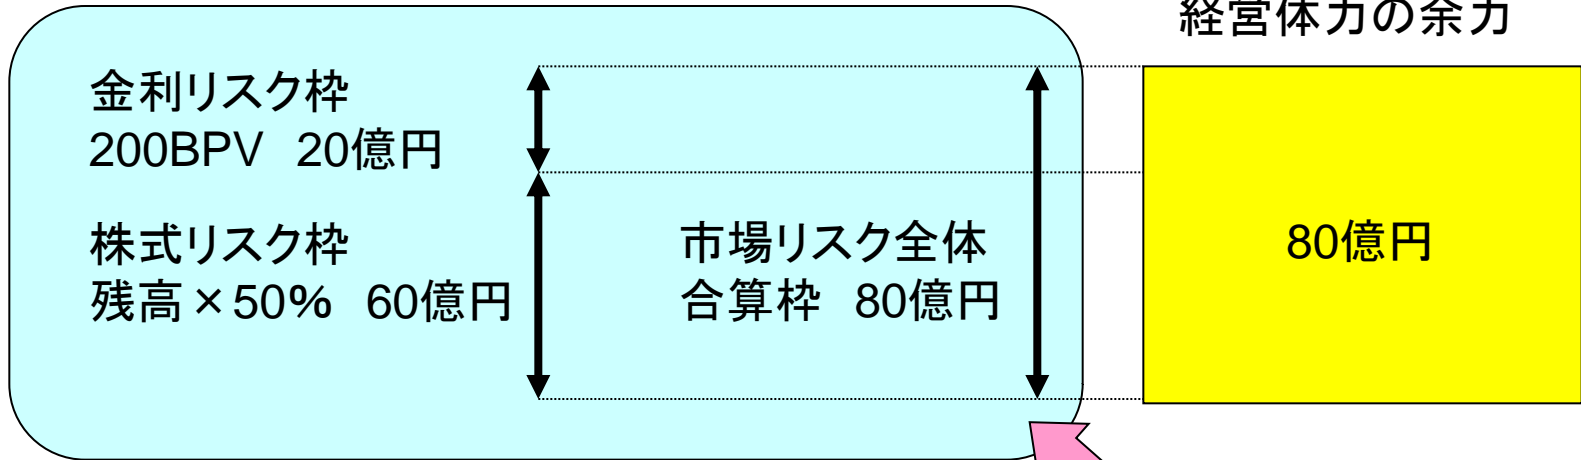 経営体力の余力
金利リスク枠
200BPV 20億円
株式リスク枠
残高×50% 60億円
市場リスク全体
合算枠 80億円
80億円